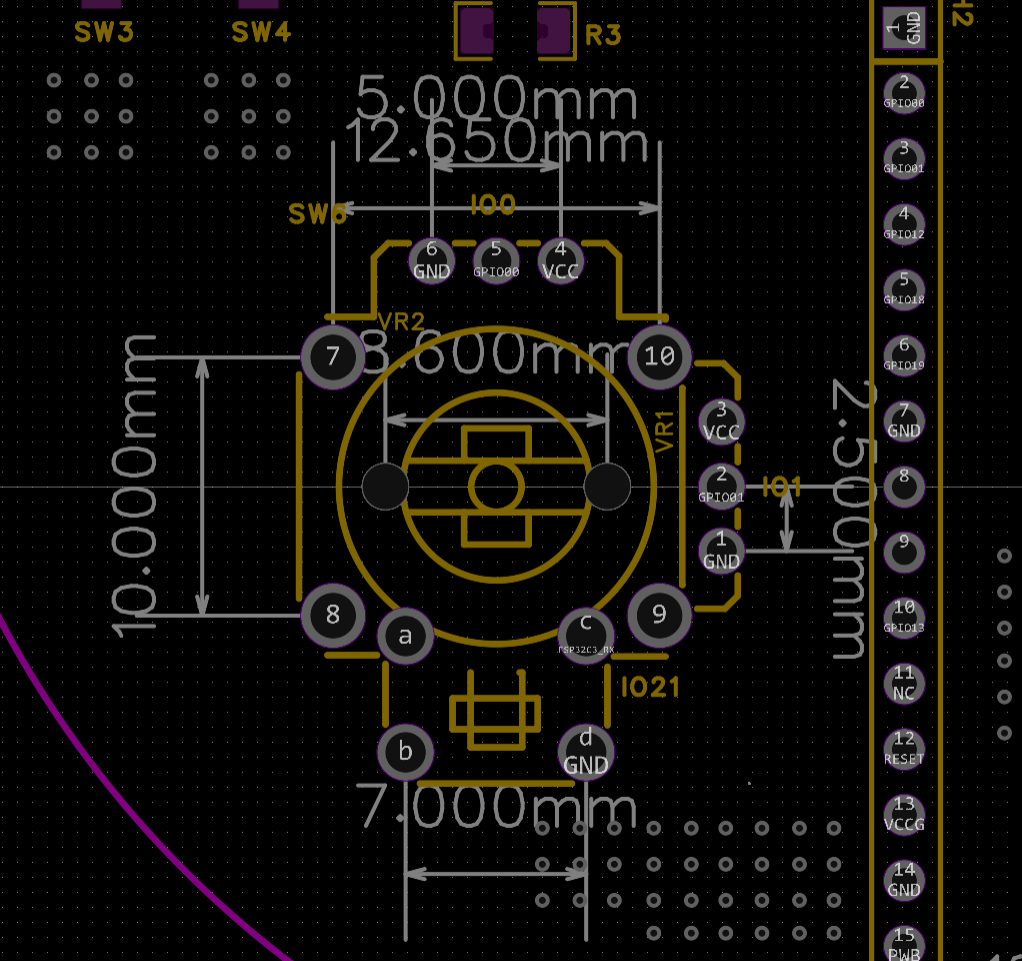 SW3
SW4
R3
H2
1
GND
2
GPIO00
3
GPIO01
4
GPIO12
5
GPIO18
6
GPIO19
7
GND
8
9
10
GPIO13
11
NC
12
RESET
13
VCCG
14
GND
15
PWB
5.000mm
12.650mm
SW6
IO0
6
GND
5
GPIO00
4
VCC
VR2
8.600mm
7
10
VR1
3
VCC
2
GPIO01
1
GND
IO1
2.500mm
10.000mm
8
9
a
c
ESP32C3_RX
IO21
b
d
GND
7.000mm